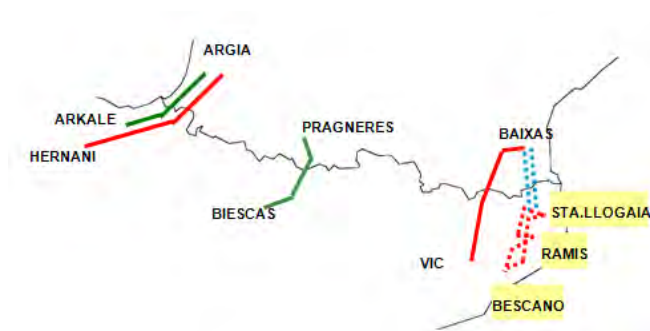 ARGIA
ARKALE
HERNANI
PRAGNERES
BAIXAS
BIESCAS
STA.LLOGAIA
VIC
RAMIS
BESCANO